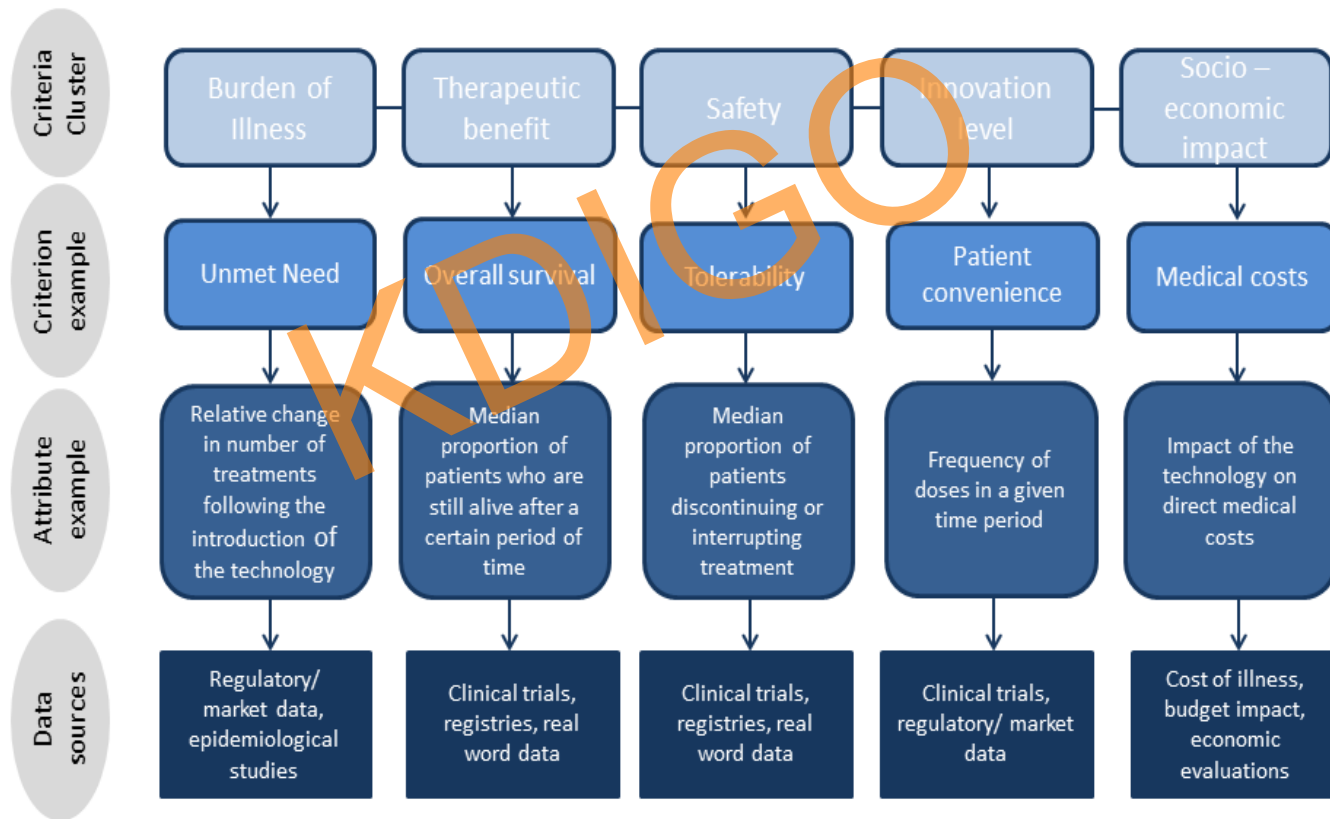 Criteria
Cluster
Burden of
Illness
Therapeutic
benefit
Safety
Innovation
level
Socio –
economic
impact
Criterion
example
Unmet Need
Overall survival
Tolerability
Patient
convenience
Medical costs
Attribute
example
Relative change
in number of
treatments
following the
introduction of
the technology
Median
proportion of
patients who are
still alive after a
certain period of
time
Median
proportion of
patients
discontinuing or
interrupting
treatment
Frequency of
doses in a given
time period
Impact of the
technology on
direct medical
costs
Data
sources
Regulatory/
market data,
epidemiological
studies
Clinical trials,
registries, real
word data
Clinical trials,
registries, real
word data
Clinical trials,
regulatory/ market
data
Cost of illness,
budget impact,
economic
evaluations
KDIGO